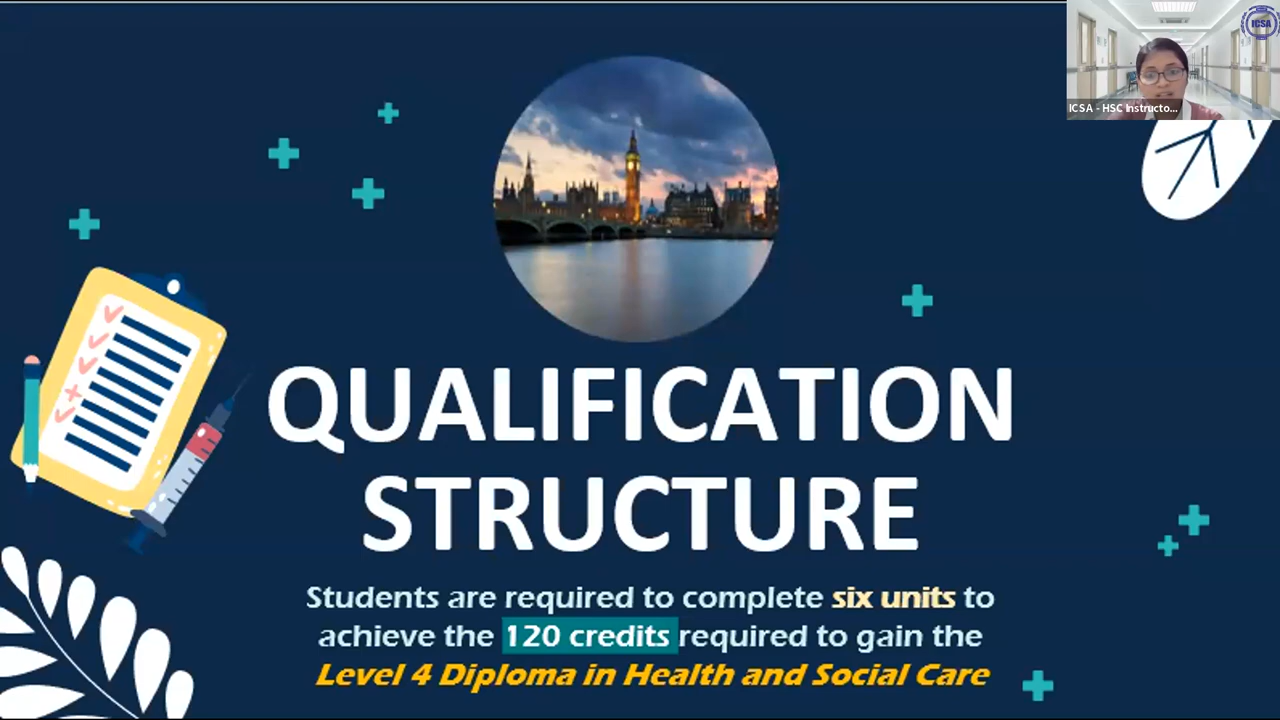 ICSA
ICSA - HSC Instructo...
QUALIFICATION
STRUCTURE
Students are required to complete six units to
achieve the 120 credits required to gain the
Level 4 Diploma in Health and Social Care